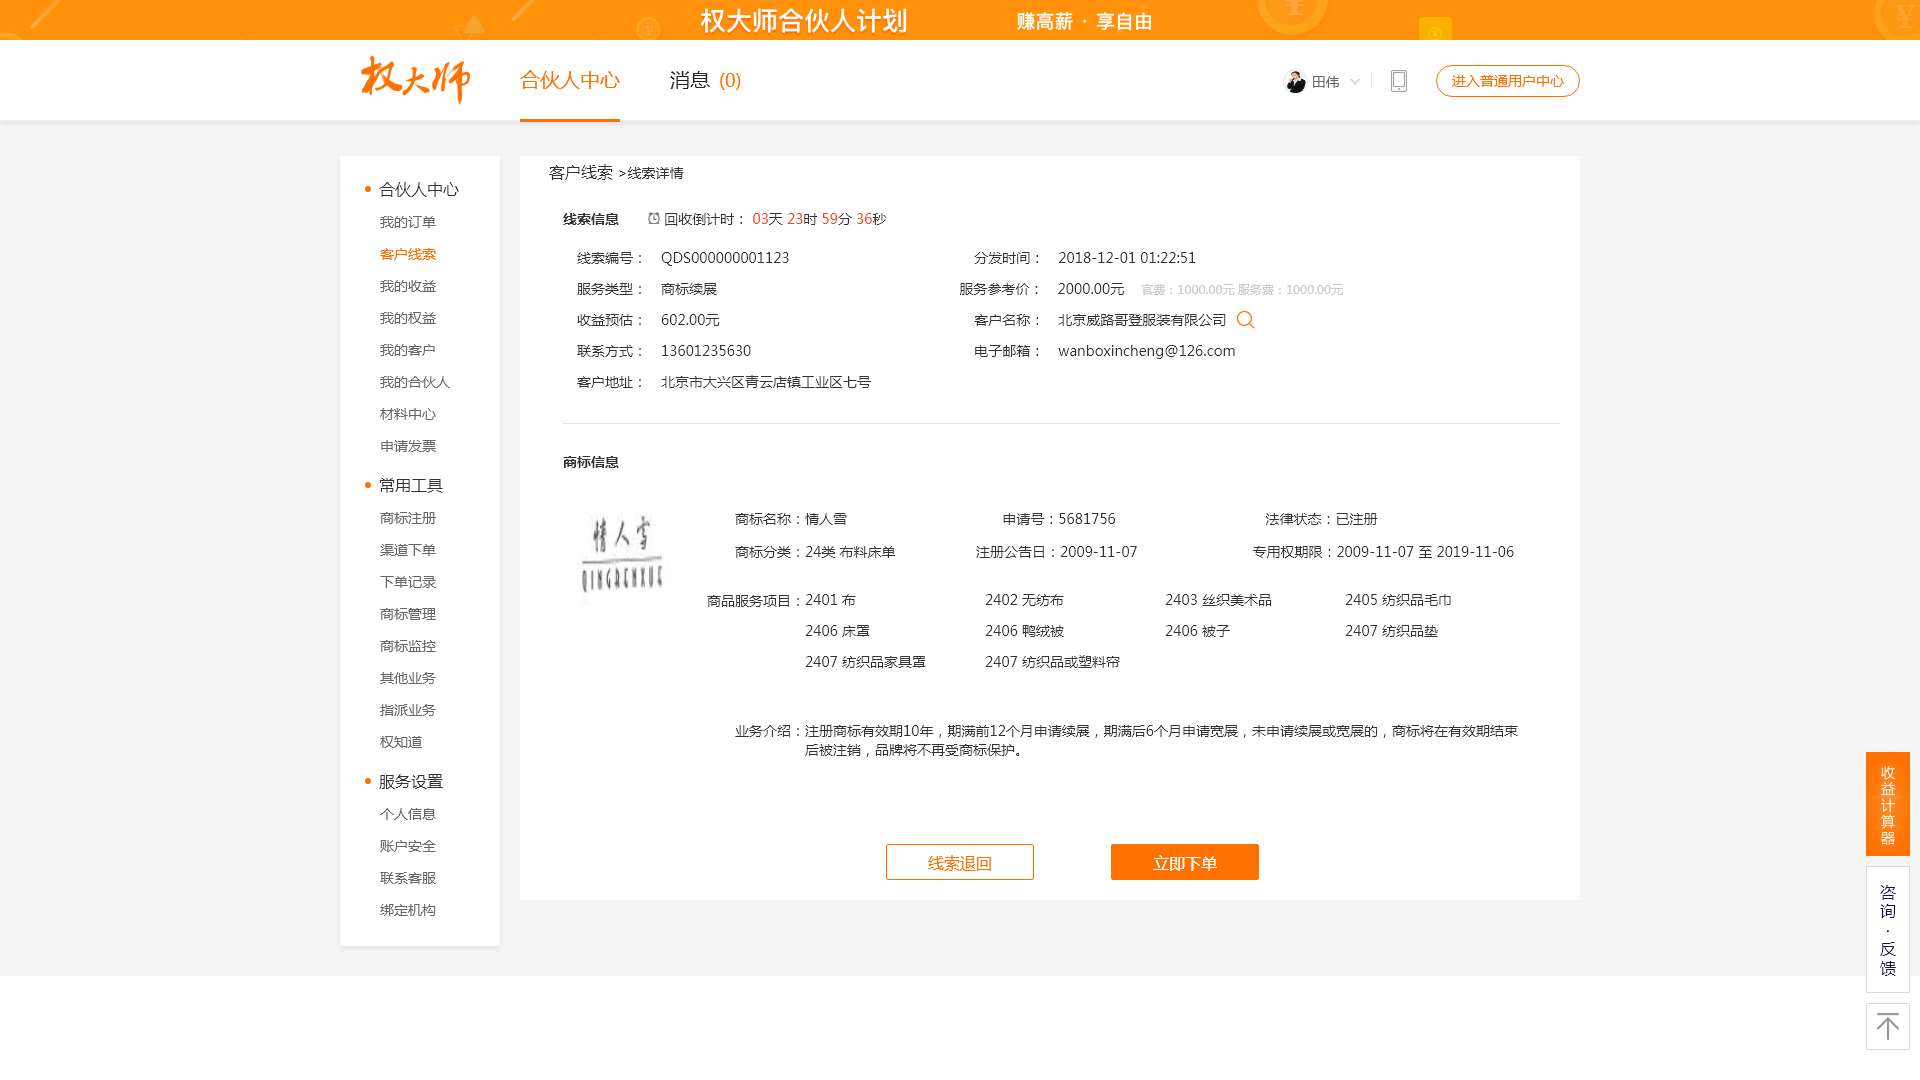 权大师合伙人计划 赚高薪 · 享自由
权大师 合伙人中心 消息 (0) 田伟 进入普通用户中心
合伙人中心
我的订单
客户线索
我的收益
我的权益
我的客户
我的合伙人
材料中心
申请发票
常用工具
商标注册
渠道下单
下单记录
商标管理
商标监控
其他业务
指派业务
权知道
服务设置
个人信息
账户安全
联系客服
绑定机构
客户线索 >线索详情
线索信息 回收倒计时： 03天 23时 59分 36秒
线索编号： QDS000000001123 分发时间： 2018-12-01 01:22:51
服务类型： 商标续展 服务参考价： 2000.00元 官费：1000.00元 服务费：1000.00元
收益预估： 602.00元 客户名称： 北京威路哥登服装有限公司
联系方式： 13601235630 电子邮箱： wanboxincheng@126.com
客户地址： 北京市大兴区青云店镇工业区七号
商标信息
情人雪
QINGRENXUE
商标名称：情人雪 申请号：5681756 法律状态：已注册
商标分类：24类 布料床单 注册公告日：2009-11-07 专用权期限：2009-11-07 至 2019-11-06
商品服务项目：2401 布 2402 无纺布 2403 丝织美术品 2405 纺织品毛巾
2406 床罩 2406 鸭绒被 2406 被子 2407 纺织品垫
2407 纺织品家具罩 2407 纺织品或塑料帘
业务介绍：注册商标有效期10年，期满前12个月申请续展，期满后6个月申请宽展，未申请续展或宽展的，商标将在有效期结束
后被注销，品牌将不再受商标保护。
线索退回 立即下单
收益计算器
咨询·反馈